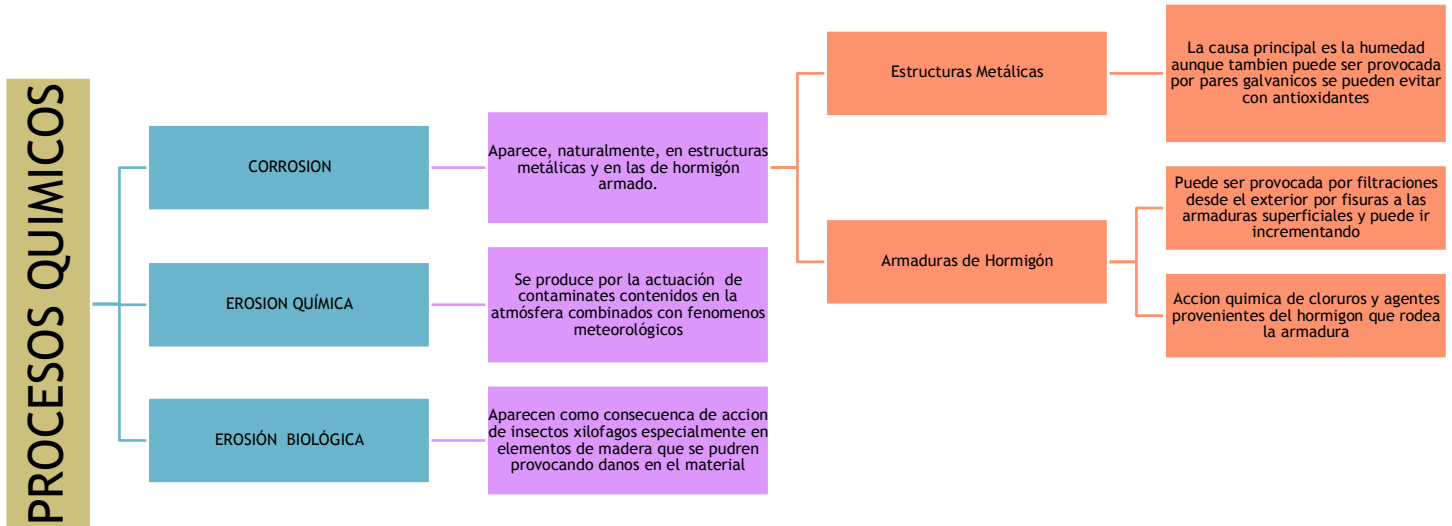 PROCESOS QUIMICOS
CORROSION
Aparece, naturalmente, en estructuras
metálicas y en las de hormigón
armado.
Estructuras Metálicas
La causa principal es la humedad
aunque tambien puede ser provocada
por pares galvanicos se pueden evitar
con antioxidantes
Armaduras de Hormigón
Puede ser provocada por filtraciones
desde el exterior por fisuras a las
armaduras superficiales y puede ir
incrementando
Accion quimica de cloruros y agentes
provenientes del hormigon que rodea
la armadura
EROSION QUÍMICA
Se produce por la actuación de
contaminates contenidos en la
atmósfera combinados con fenomenos
meteorológicos
EROSIÓN BIOLÓGICA
Aparecen como consecuenca de accion
de insectos xilofagos especialmente en
elementos de madera que se pudren
provocando danos en el material